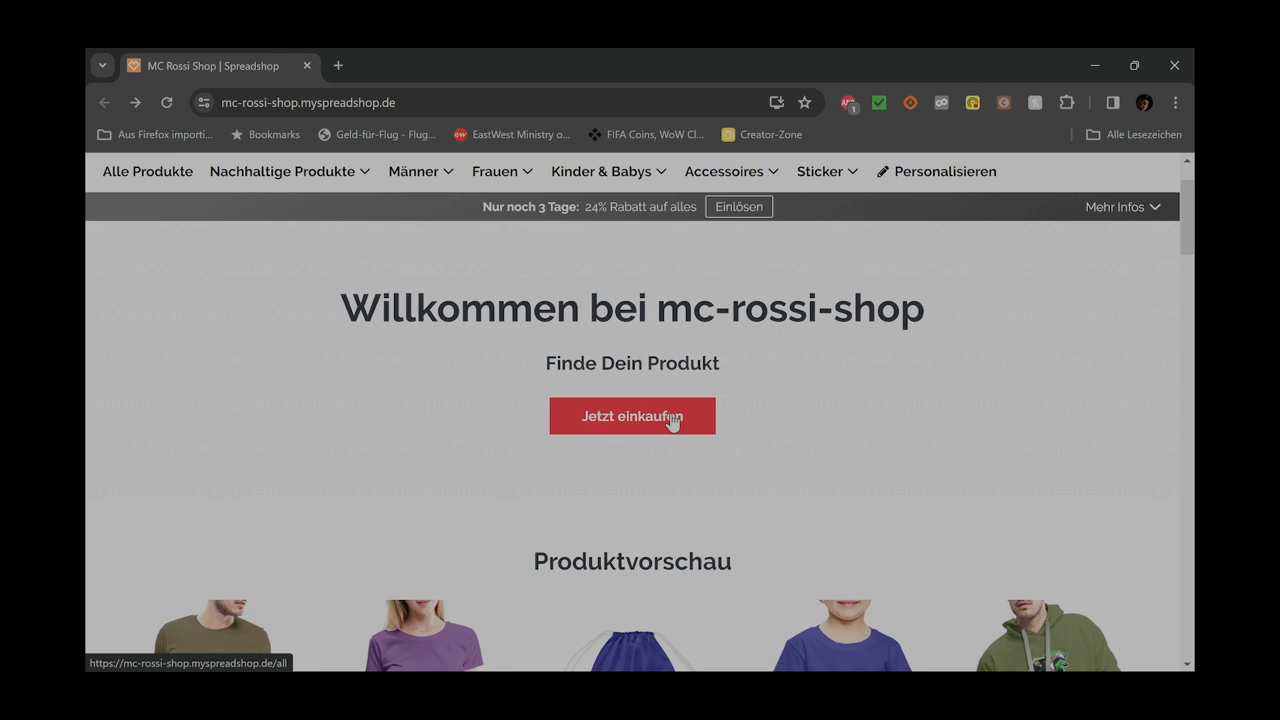 MC Rossi Shop | Spreadshop
mc-rossi-shop.myspreadshop.de
1
Aus Firefox importi...
Bookmarks
Geld-für-Flug - Flug...
EastWest Ministry o...
FIFA Coins, WoW Cl...
Creator-Zone
Alle Lesezeichen
Alle Produkte
Nachhaltige Produkte
Männer
Frauen
Kinder & Babys
Accessoires
Sticker
Personalisieren
Nur noch 3 Tage: 24% Rabatt auf alles
Einlösen
Mehr Infos
Willkommen bei mc-rossi-shop
Finde Dein Produkt
Jetzt einkaufen
Produktvorschau
https://mc-rossi-shop.myspreadshop.de/all